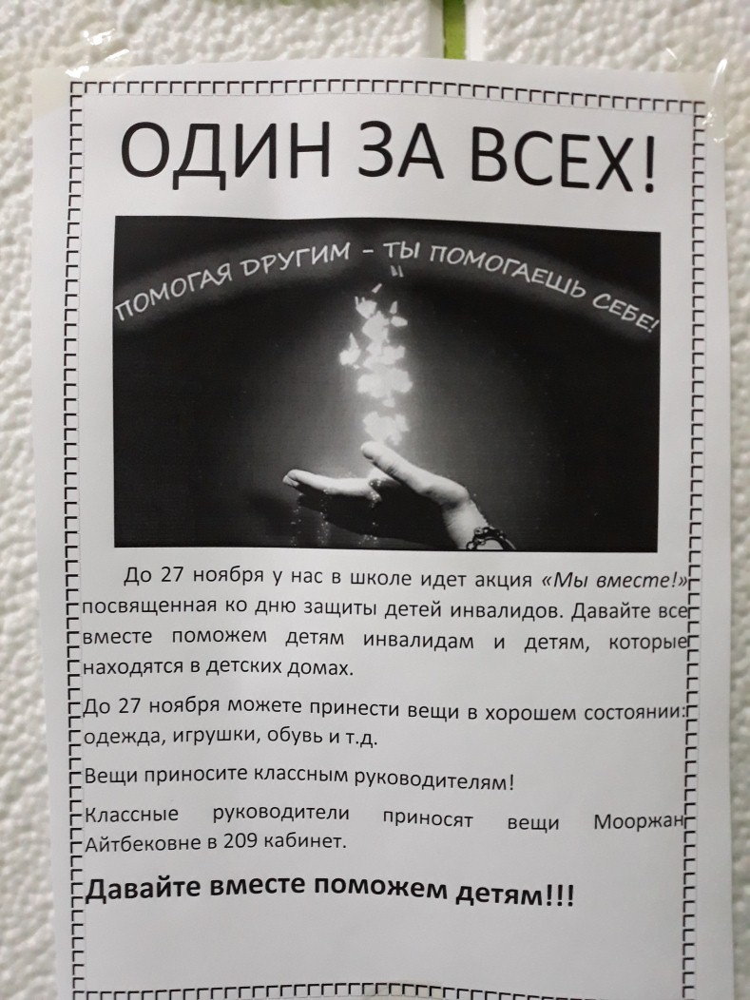 ОДИН ЗА ВСЕХ!
ПОМОГАЯ ДРУГИМ – ТЫ ПОМОГАЕШЬ СЕБЕ!
До 27 ноября у нас в школе идет акция «Мы вместе!»
посвященная ко дню защиты детей инвалидов. Давайте все
вместе поможем детям инвалидам и детям, которые
находятся в детских домах.
До 27 ноября можете принести вещи в хорошем состоянии:
одежда, игрушки, обувь и т.д.
Вещи приносите классным руководителям!
Классные руководители приносят вещи Мооржан
Айтбековне в 209 кабинет.
Давайте вместе поможем детям!!!